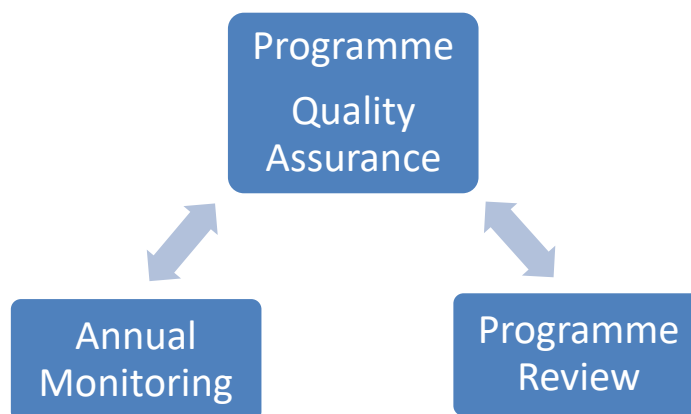 Programme
Quality
Assurance
Annual
Monitoring
Programme
Review